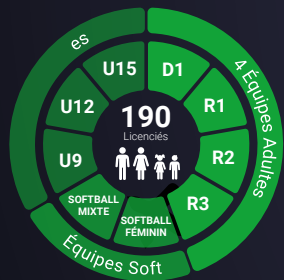 190
Licenciés
D1
R1
R2
R3
SOFTBALL
FÉMININ
SOFTBALL
MIXTE
U9
U12
U15
4 Équipes Adultes
Équipes Soft
es